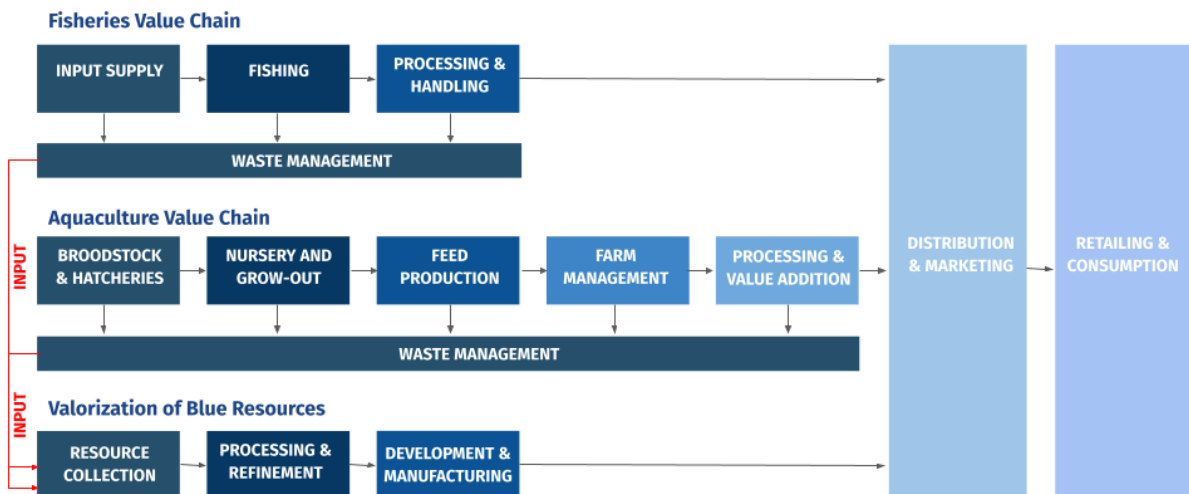 Fisheries Value Chain
INPUT SUPPLY
FISHING
PROCESSING &
HANDLING
WASTE MANAGEMENT
INPUT
Aquaculture Value Chain
BROODSTOCK
& HATCHERIES
NURSERY AND
GROW-OUT
FEED
PRODUCTION
FARM
MANAGEMENT
PROCESSING &
VALUE ADDITION
DISTRIBUTION
& MARKETING
RETAILING &
CONSUMPTION
WASTE MANAGEMENT
INPUT
Valorization of Blue Resources
RESOURCE
COLLECTION
PROCESSING &
REFINEMENT
DEVELOPMENT &
MANUFACTURING